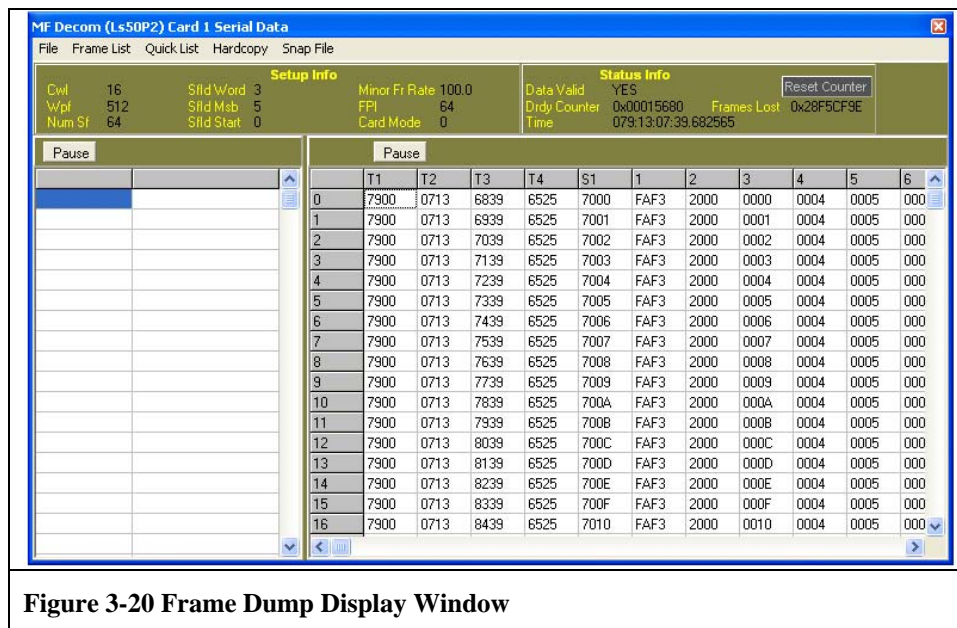 MF Decom (Ls50P2) Card 1 Serial Data
File Frame List Quick List Hardcopy Snap File
Setup Info
Cwl 16 Sfld Word 3 Minor Fr Rate 100.0
Wpf 512 Sfld Msb 5 FPI 64
Num Sf 64 Sfld Start 0 Card Mode 0
Status Info
Data Valid YES Reset Counter
Drdy Counter 0x00015680 Frames Lost 0x28F5CF9E
Time 079:13:07:39.682565
Pause Pause
T1 T2 T3 T4 S1 1 2 3 4 5 6
0 7900 0713 6839 6525 7000 FAF3 2000 0000 0004 0005 000
1 7900 0713 6939 6525 7001 FAF3 2000 0001 0004 0005 000
2 7900 0713 7039 6525 7002 FAF3 2000 0002 0004 0005 000
3 7900 0713 7139 6525 7003 FAF3 2000 0003 0004 0005 000
4 7900 0713 7239 6525 7004 FAF3 2000 0004 0004 0005 000
5 7900 0713 7339 6525 7005 FAF3 2000 0005 0004 0005 000
6 7900 0713 7439 6525 7006 FAF3 2000 0006 0004 0005 000
7 7900 0713 7539 6525 7007 FAF3 2000 0007 0004 0005 000
8 7900 0713 7639 6525 7008 FAF3 2000 0008 0004 0005 000
9 7900 0713 7739 6525 7009 FAF3 2000 0009 0004 0005 000
10 7900 0713 7839 6525 700A FAF3 2000 000A 0004 0005 000
11 7900 0713 7939 6525 700B FAF3 2000 000B 0004 0005 000
12 7900 0713 8039 6525 700C FAF3 2000 000C 0004 0005 000
13 7900 0713 8139 6525 700D FAF3 2000 000D 0004 0005 000
14 7900 0713 8239 6525 700E FAF3 2000 000E 0004 0005 000
15 7900 0713 8339 6525 700F FAF3 2000 000F 0004 0005 000
16 7900 0713 8439 6525 7010 FAF3 2000 0010 0004 0005 000
Figure 3-20 Frame Dump Display Window